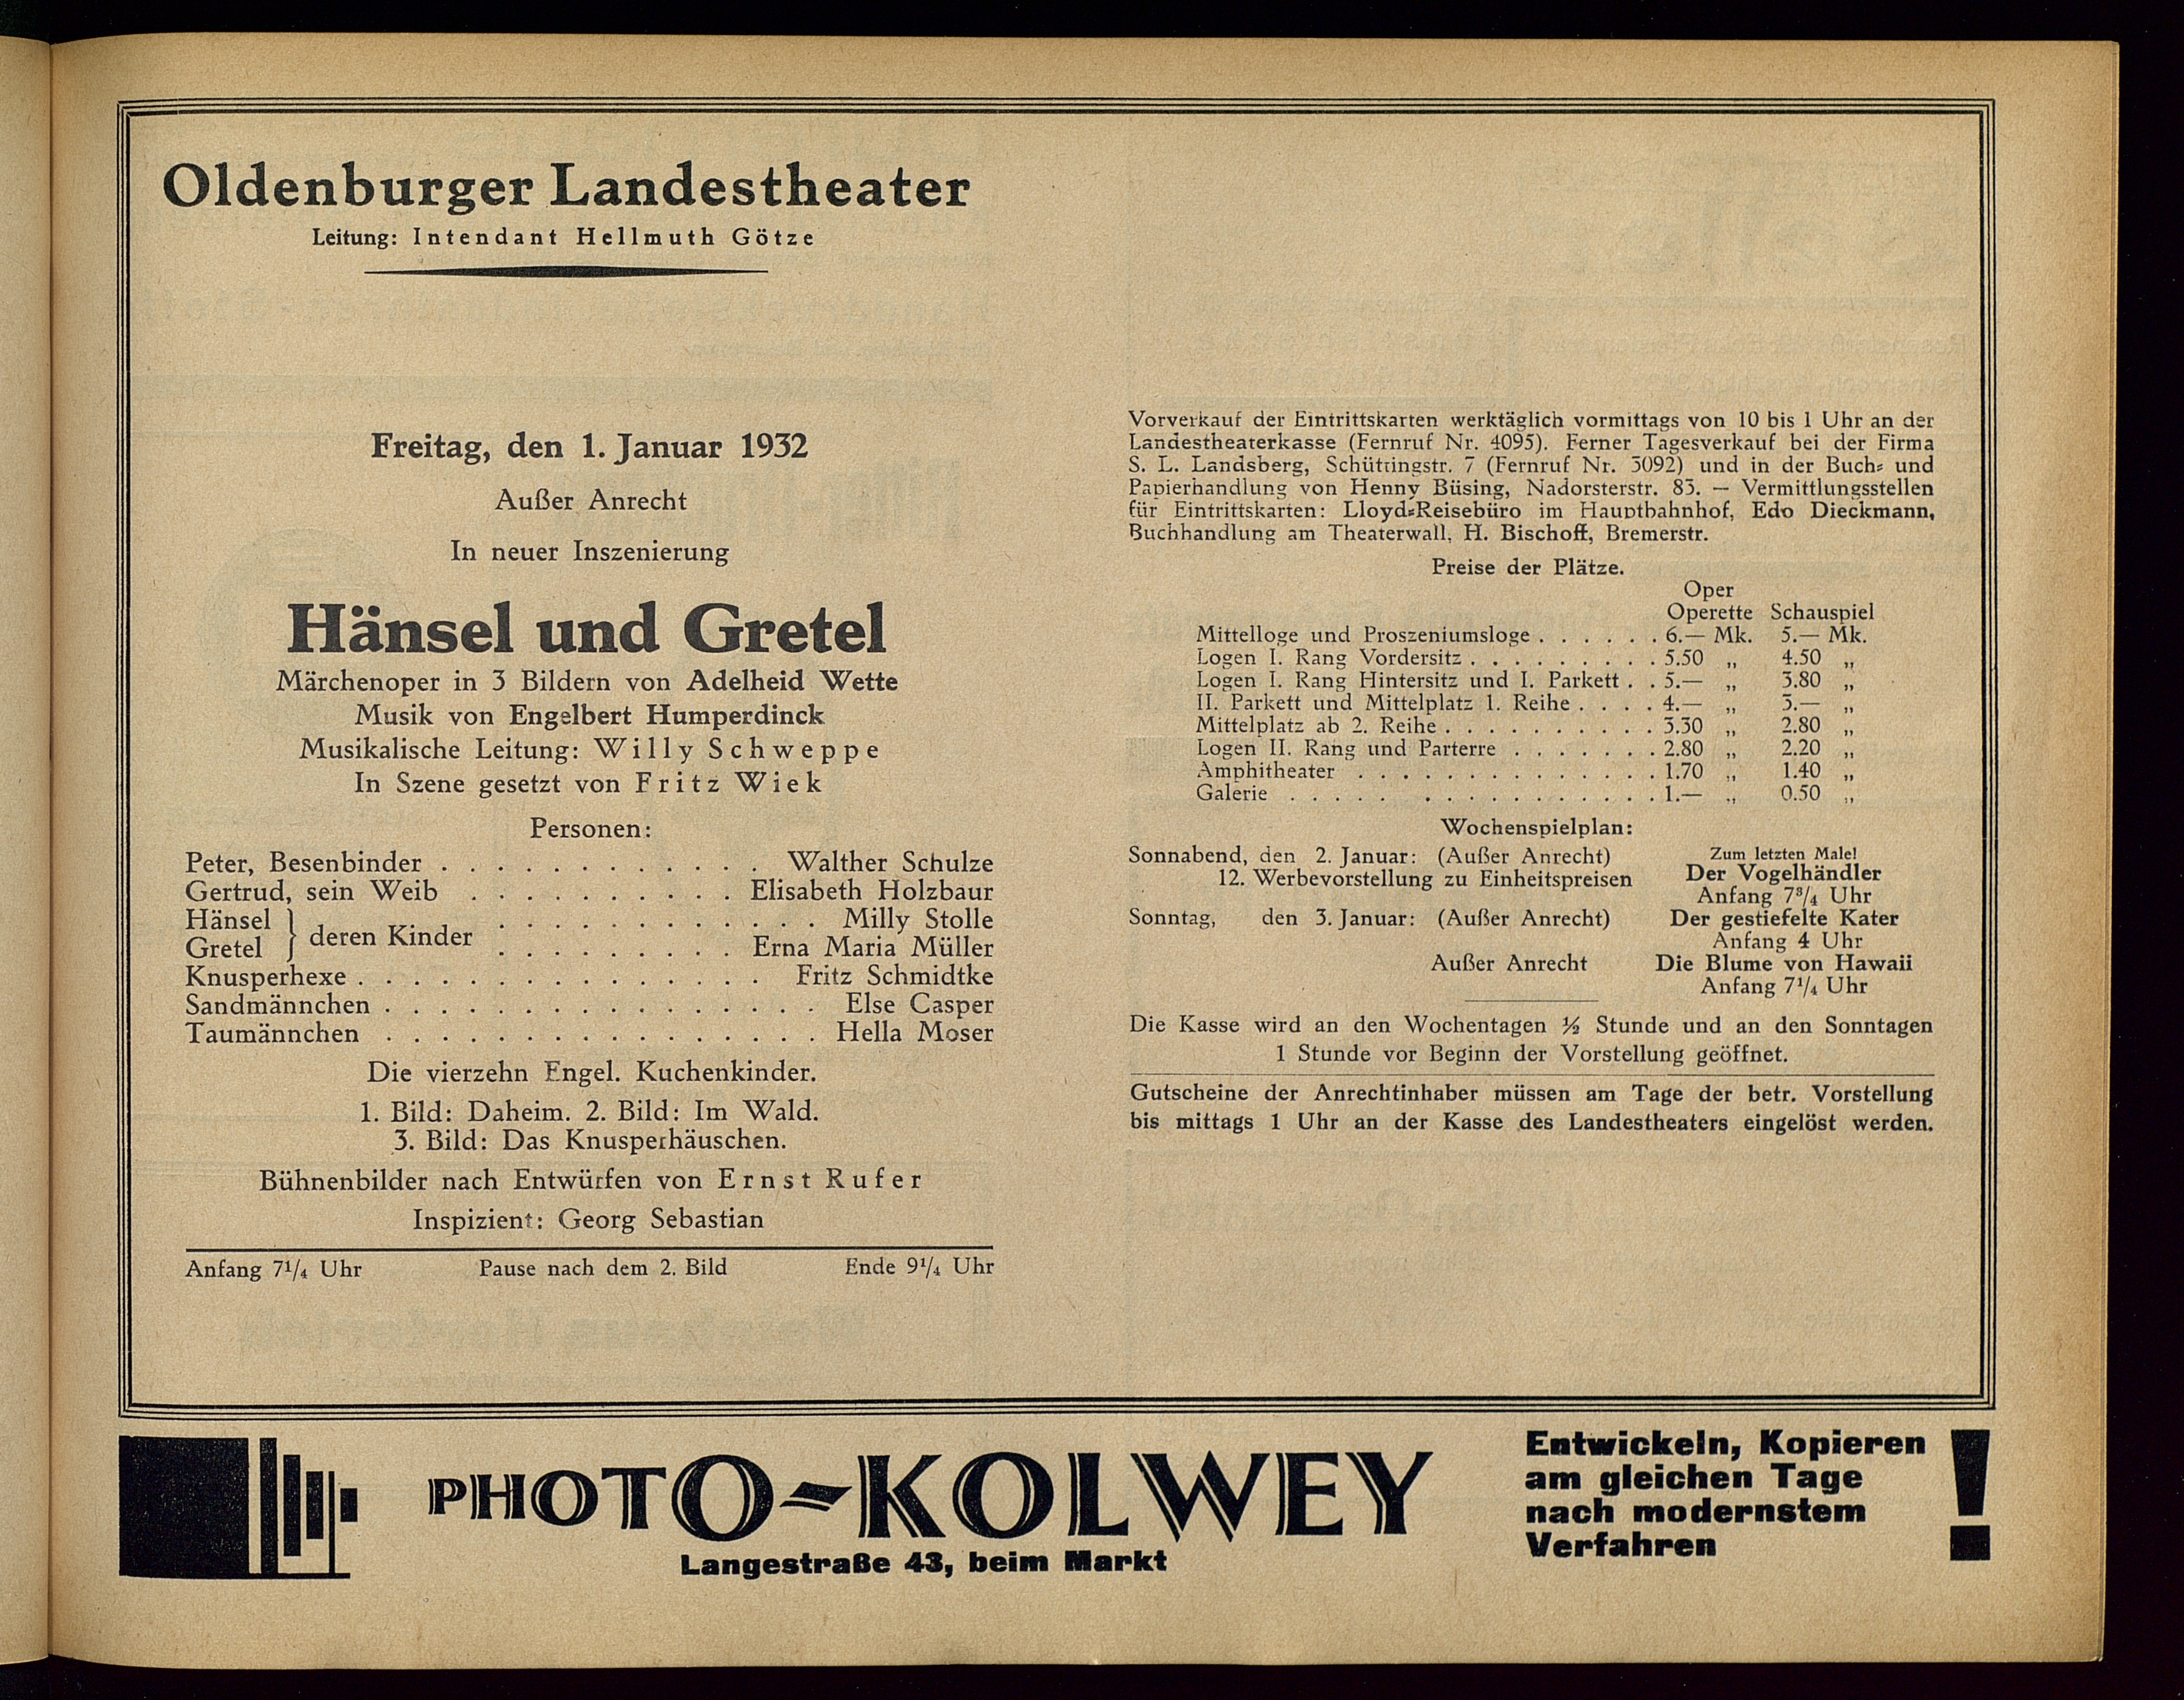 Oldenburger Landestheater
Leitung: Intendant Hellmuth Götze
Freitag, den 1. Januar 1932
Außer Anrecht
In neuer Inszenierung
Hänsel und Gretel
Märchenoper in 3 Bildern von Adelheid Wette
Musik von Engelbert Humperdinck
Musikalische Leitung: Willy Schweppe
In Szene gesetzt von Fritz Wiek
Personen:
Peter, Besenbinder . . . . . . . . . . . . Walther Schulze
Gertrud, sein Weib . . . . . . . . . . Elisabeth Holzbaur
Hänsel } deren Kinder . . . . . . . . . . . . Milly Stolle
Gretel } . . . . . . . . . Erna Maria Müller
Knusperhexe . . . . . . . . . . . . . . . Fritz Schmidtke
Sandmännchen . . . . . . . . . . . . . . . . Else Casper
Taumännchen . . . . . . . . . . . . . . . . Hella Moser
Die vierzehn Engel. Kuchenkinder.
1. Bild: Daheim. 2. Bild: Im Wald.
3. Bild: Das Knusperhäuschen.
Bühnenbilder nach Entwürfen von Ernst Rufer
Inspizient: Georg Sebastian
Anfang 7¹/₄ Uhr Pause nach dem 2. Bild Ende 9¹/₄ Uhr
Vorverkauf der Eintrittskarten werktäglich vormittags von 10 bis 1 Uhr an der
Landestheaterkasse (Fernruf Nr. 4095). Ferner Tagesverkauf bei der Firma
S. L. Landsberg, Schüttingstr. 7 (Fernruf Nr. 5092) und in der Buch- und
Papierhandlung von Henny Büsing, Nadorsterstr. 83. — Vermittlungsstellen
für Eintrittskarten: Lloyd-Reisebüro im Hauptbahnhof, Edo Dieckmann,
Buchhandlung am Theaterwall, H. Bischoff, Bremerstr.
Preise der Plätze.
Oper
Operette Schauspiel
Mittelloge und Proszeniumsloge . . . . . . 6.— Mk. 5.— Mk.
Logen I. Rang Vordersitz . . . . . . . . . 5.50 „ 4.50 „
Logen I. Rang Hintersitz und I. Parkett . . 5.— „ 3.80 „
II. Parkett und Mittelplatz 1. Reihe . . . . 4.— „ 3.— „
Mittelplatz ab 2. Reihe . . . . . . . . . . 3.30 „ 2.80 „
Logen II. Rang und Parterre . . . . . . . 2.80 „ 2.20 „
Amphitheater . . . . . . . . . . . . . . 1.70 „ 1.40 „
Galerie . . . . . . . . . . . . . . . . 1.— „ 0.50 „
Wochenspielplan:
Sonnabend, den 2. Januar: (Außer Anrecht) Zum letzten Male!
12. Werbevorstellung zu Einheitspreisen Der Vogelhändler
Anfang 7³/₄ Uhr
Sonntag, den 3. Januar: (Außer Anrecht) Der gestiefelte Kater
Anfang 4 Uhr
Außer Anrecht Die Blume von Hawaii
Anfang 7¹/₄ Uhr
Die Kasse wird an den Wochentagen ½ Stunde und an den Sonntagen
1 Stunde vor Beginn der Vorstellung geöffnet.
Gutscheine der Anrechtinhaber müssen am Tage der betr. Vorstellung
bis mittags 1 Uhr an der Kasse des Landestheaters eingelöst werden.
PHOTO-KOLWEY
Langestraße 43, beim Markt
Entwickeln, Kopieren
am gleichen Tage
nach modernstem
Verfahren !